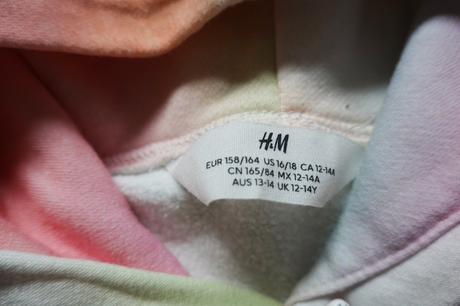 H&M
EUR 158/164 US 16/18 CA 12-14A
CN 165/84 MX 12-14A
AUS 13-14 UK 12-14Y